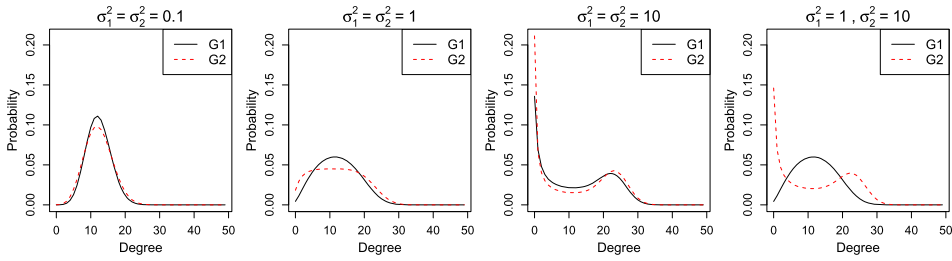 σ₁² = σ₂² = 0.1
G1
G2
0.20
0.15
0.10
0.05
0.00
Probability
0 10 20 30 40 50
Degree
σ₁² = σ₂² = 1
G1
G2
0.20
0.15
0.10
0.05
0.00
Probability
0 10 20 30 40 50
Degree
σ₁² = σ₂² = 10
G1
G2
0.20
0.15
0.10
0.05
0.00
Probability
0 10 20 30 40 50
Degree
σ₁² = 1 , σ₂² = 10
G1
G2
0.20
0.15
0.10
0.05
0.00
Probability
0 10 20 30 40 50
Degree